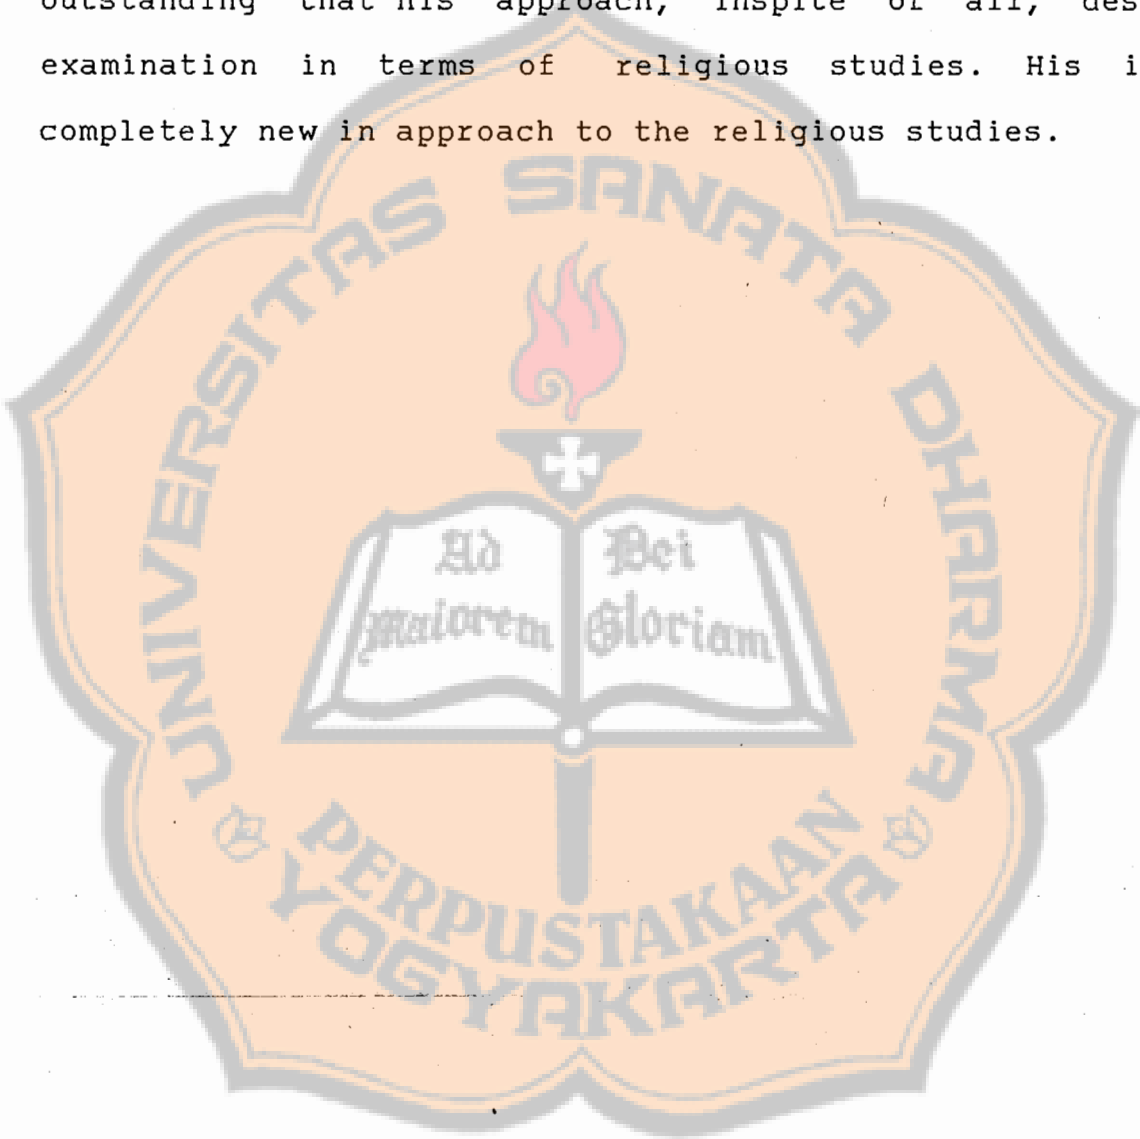 outstanding that his approach, inspite of all, des
examination in terms of religious studies. His i
completely new in approach to the religious studies.
UNIVERSITAS SANATA DHARMA
Ad Dei
maiorem Gloriam
PERPUSTAKAAN
YOGYAKARTA